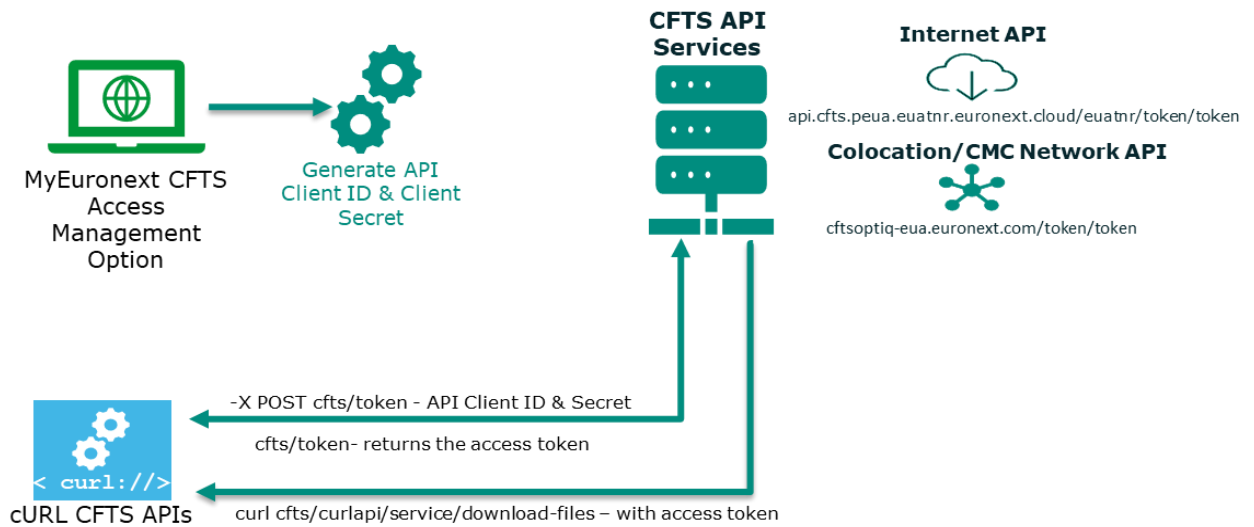 CFTS API
Services
Internet API
api.cfts.peua.euatnr.euronext.cloud/euatnr/token/token
Colocation/CMC Network API
cftsoptiq-eua.euronext.com/token/token
MyEuronext CFTS
Access
Management
Option
Generate API
Client ID & Client
Secret
-X POST cfts/token - API Client ID & Secret
cfts/token- returns the access token
< curl://>
cURL CFTS APIs
curl cfts/curlapi/service/download-files – with access token